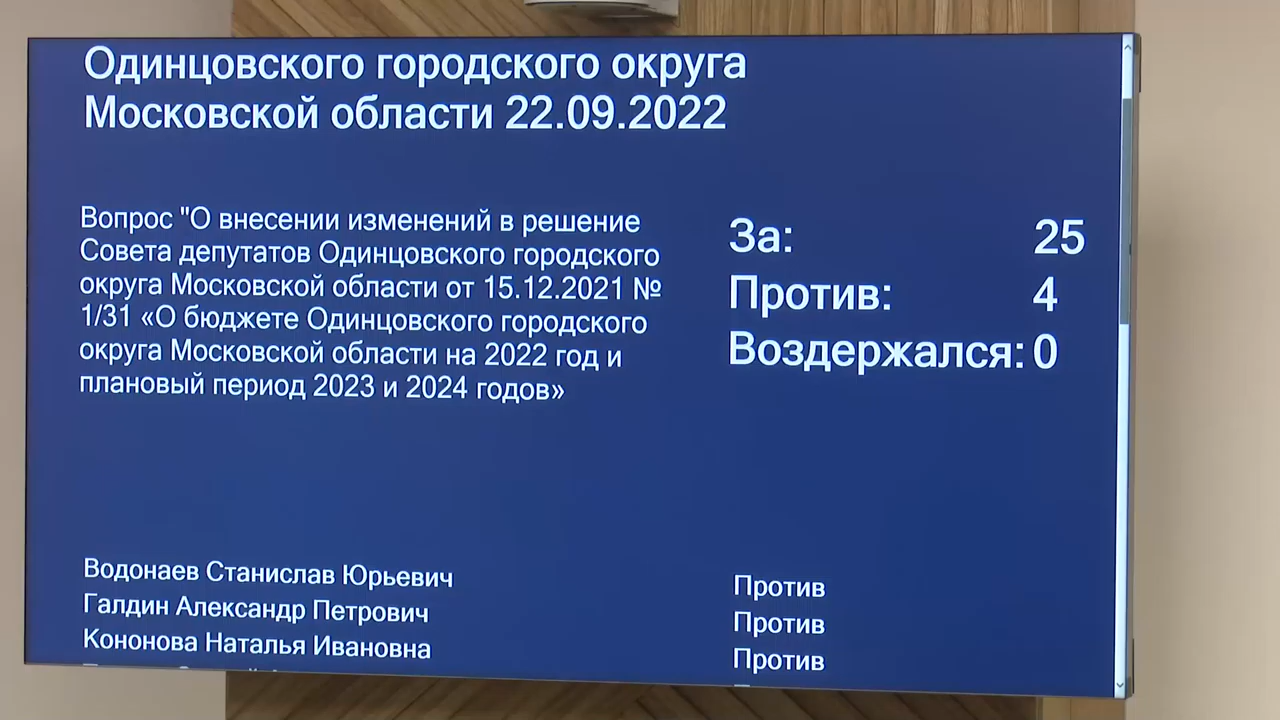 Одинцовского городского округа
Московской области 22.09.2022
Вопрос "О внесении изменений в решение
Совета депутатов Одинцовского городского
округа Московской области от 15.12.2021 №
1/31 «О бюджете Одинцовского городского
округа Московской области на 2022 год и
плановый период 2023 и 2024 годов»
За: 25
Против: 4
Воздержался: 0
Водонаев Станислав Юрьевич Против
Галдин Александр Петрович Против
Кононова Наталья Ивановна Против